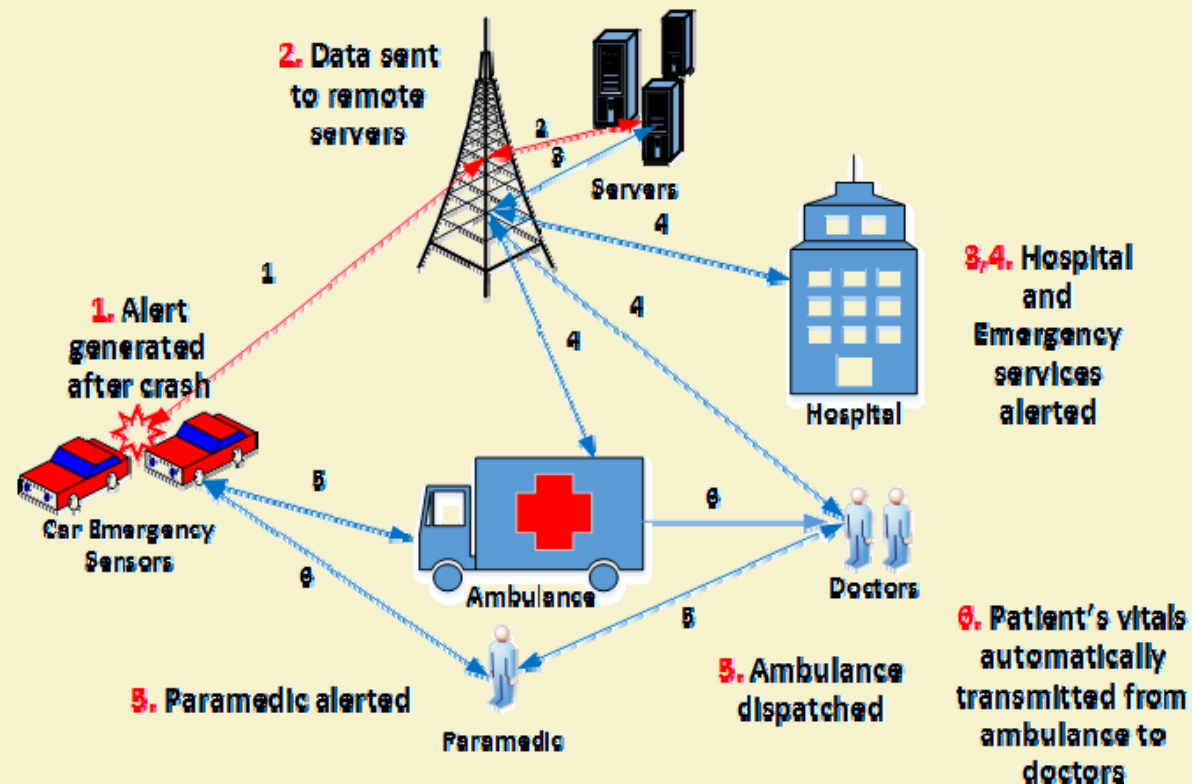 2. Data sent
to remote
servers
2
3
Servers
4
3,4. Hospital
and
Emergency
services
alerted
1
4
4
1. Alert
generated
after crash
Hospital
5
6
Car Emergency
Sensors
6
Ambulance
Doctors
5
6. Patient's vitals
automatically
transmitted from
ambulance to
doctors
5. Ambulance
dispatched
5. Paramedic alerted
Paramedic